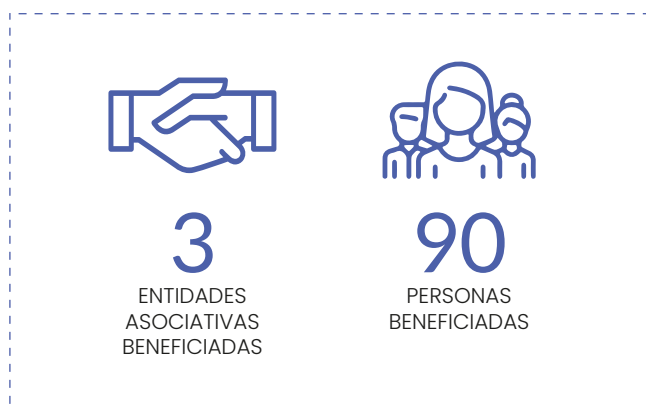 3
ENTIDADES
ASOCIATIVAS
BENEFICIADAS
90
PERSONAS
BENEFICIADAS